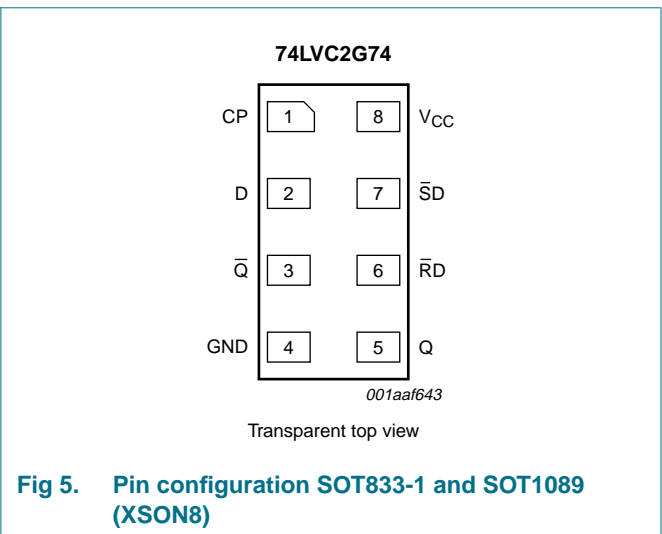 74LVC2G74
CP 1 8 VCC
D 2 7 S̅D
Q̅ 3 6 R̅D
GND 4 5 Q
001aaf643
Transparent top view
Fig 5. Pin configuration SOT833-1 and SOT1089
(XSON8)